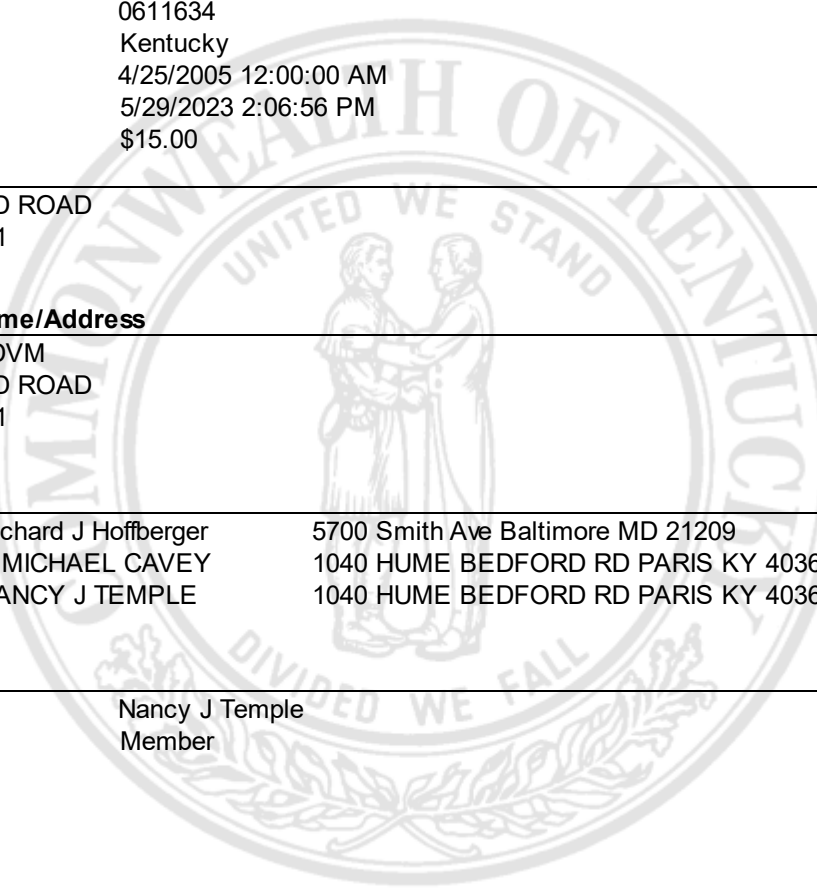 0611634
Kentucky
4/25/2005 12:00:00 AM
5/29/2023 2:06:56 PM
$15.00
D ROAD
1
me/Address
DVM
D ROAD
1
chard J Hoffberger 5700 Smith Ave Baltimore MD 21209
MICHAEL CAVEY 1040 HUME BEDFORD RD PARIS KY 4036
ANCY J TEMPLE 1040 HUME BEDFORD RD PARIS KY 4036
Nancy J Temple
Member
COMMONWEALTH OF KENTUCKY
UNITED WE STAND
DIVIDED WE FALL